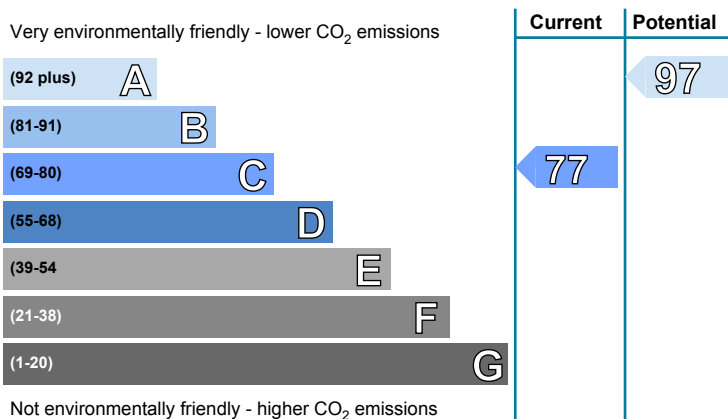 Current Potential
Very environmentally friendly - lower CO2 emissions
(92 plus) A 97
(81-91) B
(69-80) C 77
(55-68) D
(39-54 E
(21-38) F
(1-20) G
Not environmentally friendly - higher CO2 emissions